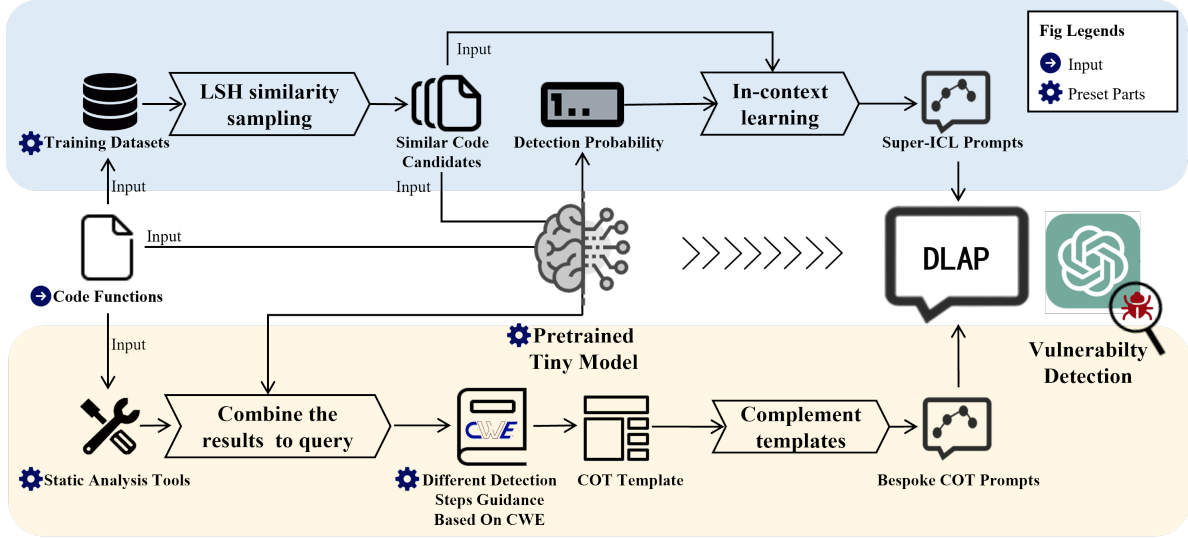 Fig Legends
Input
Preset Parts
Input
LSH similarity
sampling
1..
In-context
learning
Training Datasets
Similar Code
Candidates
Detection Probability
Super-ICL Prompts
Input
Input
Input
DLAP
Code Functions
Input
Pretrained
Tiny Model
Vulnerabilty
Detection
Combine the
results to query
CWE
Complement
templates
Static Analysis Tools
Different Detection
Steps Guidance
Based On CWE
COT Template
Bespoke COT Prompts